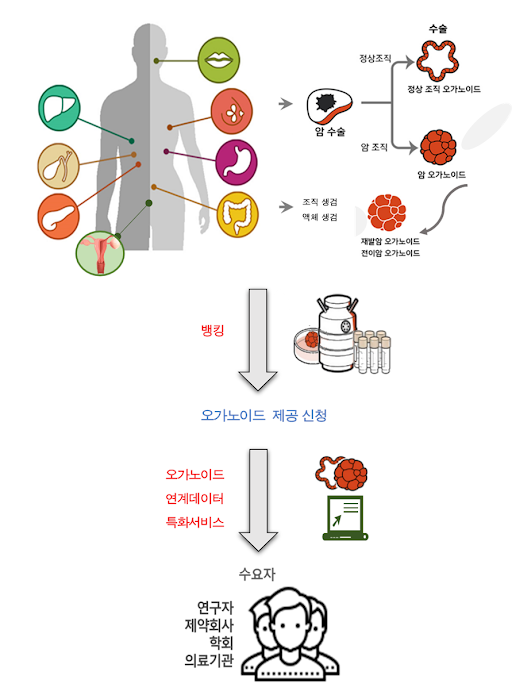 수술
정상조직
정상 조직 오가노이드
암 수술
암 조직
암 오가노이드
조직 생검
액체 생검
재발암 오가노이드
전이암 오가노이드
뱅킹
오가노이드 제공 신청
오가노이드
연계데이터
특화서비스
수요자
연구자
제약회사
학회
의료기관